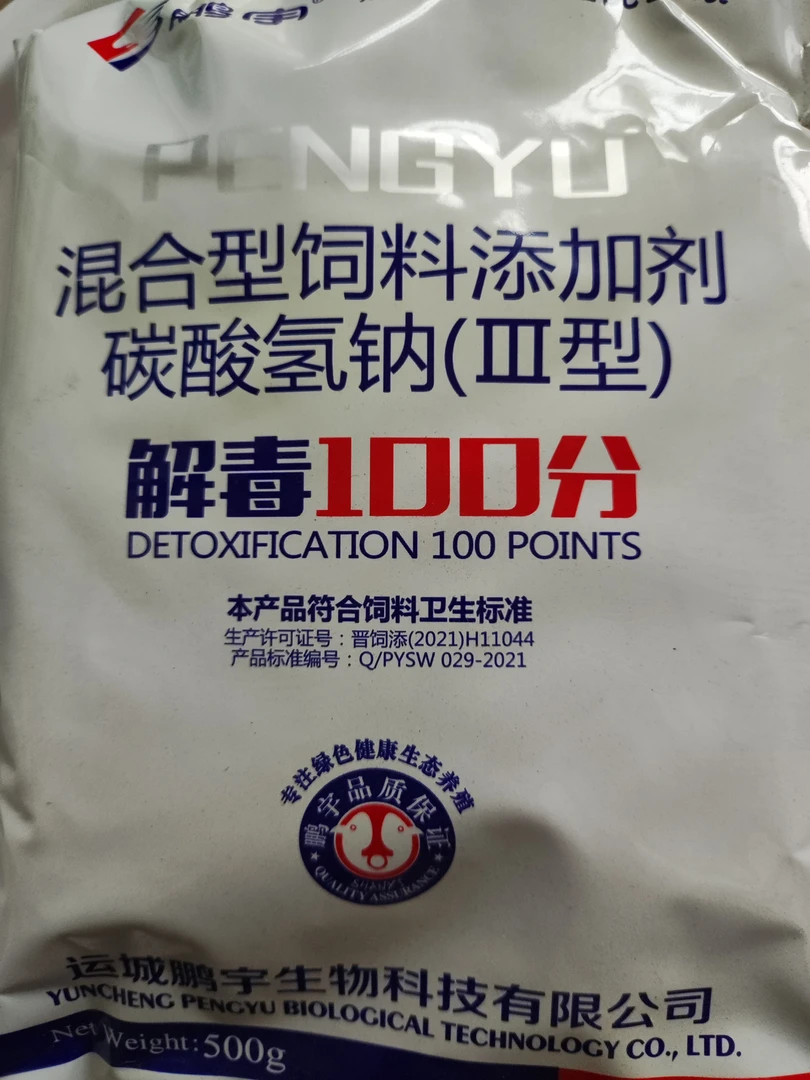 PENGYU
混合型饲料添加剂
碳酸氢钠(III型)
解毒100分
DETOXIFICATION 100 POINTS
本产品符合饲料卫生标准
生产许可证号：晋饲添(2021)H11044
产品标准编号：Q/PYSW 029-2021
专注绿色健康生态养殖
鹏宇品质保证
QUALITY ASSURANCE
运城鹏宇生物科技有限公司
YUNCHENG PENGYU BIOLOGICAL TECHNOLOGY CO., LTD.
Net Weight:500g